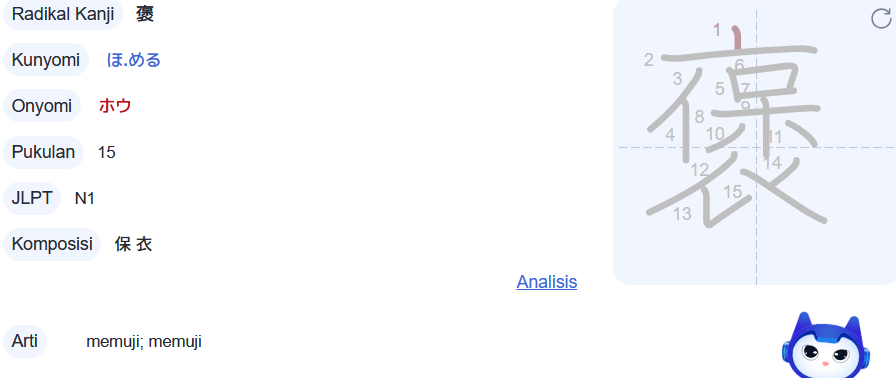 Radikal Kanji 褒
Kunyomi ほ.める
Onyomi ホウ
Pukulan 15
JLPT N1
Komposisi 保 衣
Analisis
Arti memuji; memuji
1
2
3
4
5
6
7
8
9
10
11
12
13
14
15
褒